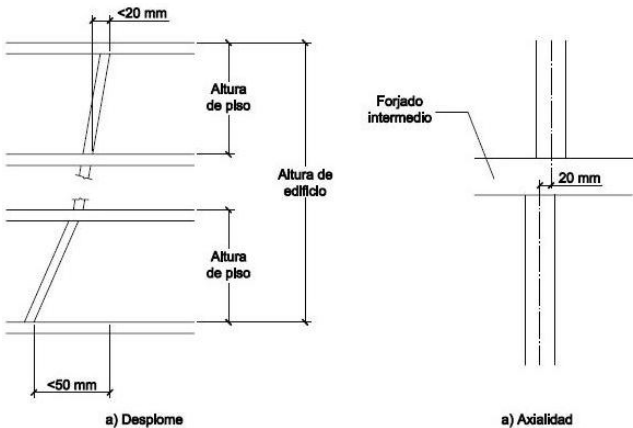 <20 mm
Altura
de piso
Altura de
edificio
Altura
de piso
<50 mm
a) Desplome
Forjado
intermedio
20 mm
a) Axialidad